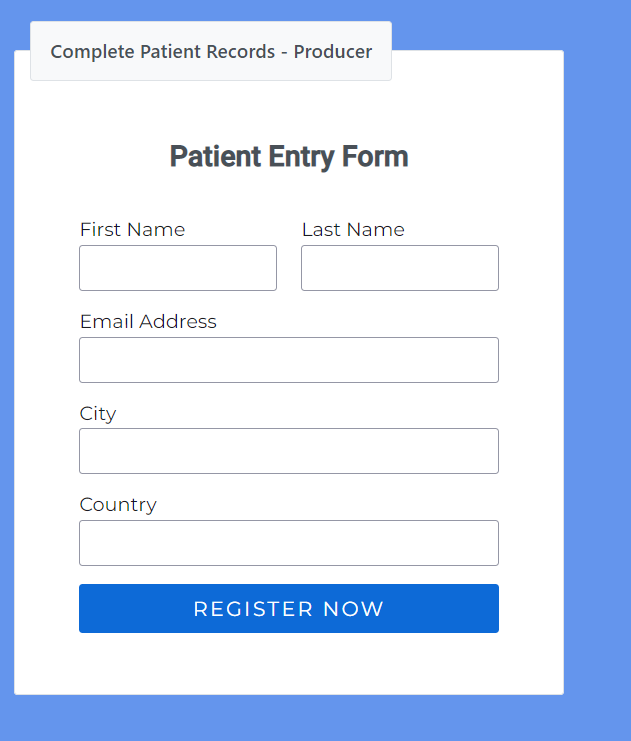 Complete Patient Records - Producer
Patient Entry Form
First Name Last Name
Email Address
City
Country
REGISTER NOW